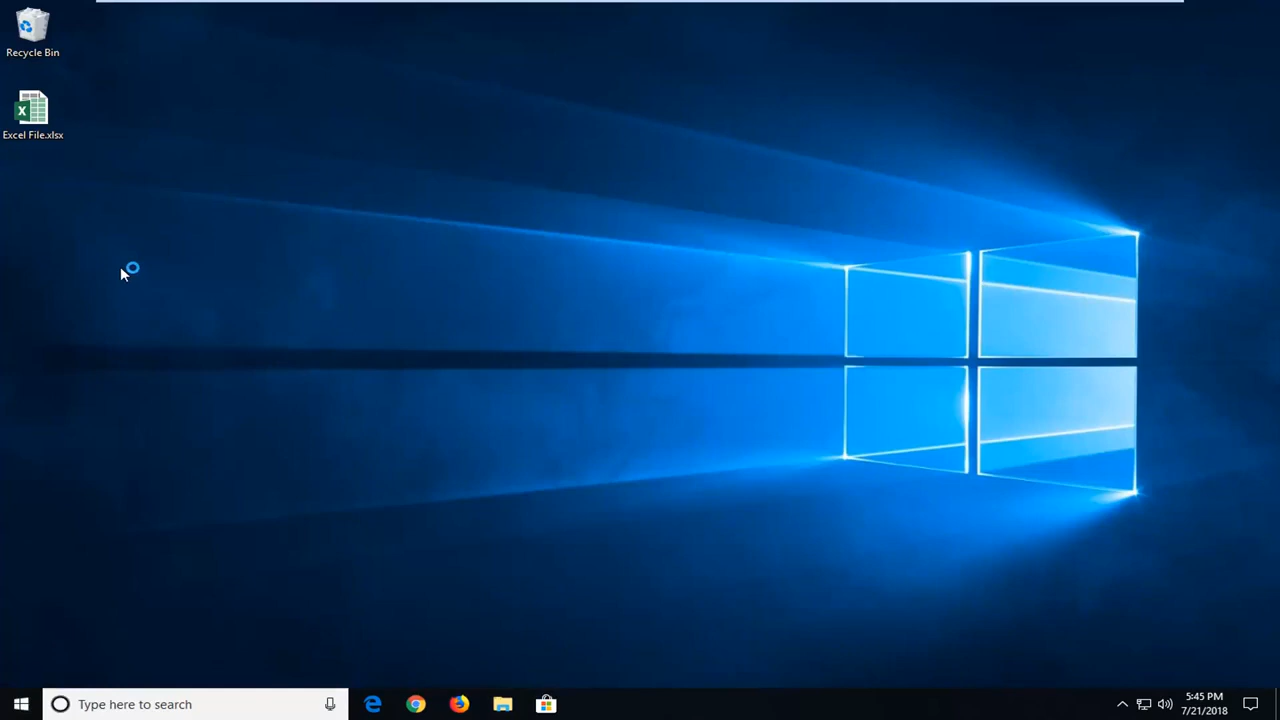 Recycle Bin
X
Excel File.xlsx
Type here to search
5:45 PM
7/21/2018